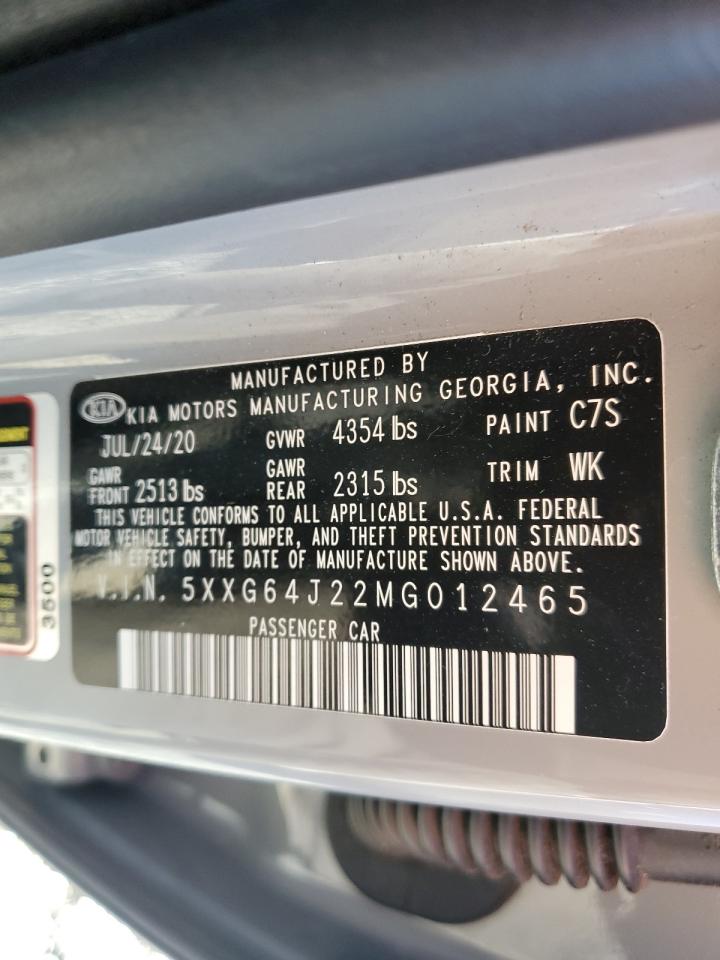 MANUFACTURED BY
KIA KIA MOTORS MANUFACTURING GEORGIA, INC.
JUL/24/20 GVWR 4354 lbs PAINT C7S
GAWR FRONT 2513 lbs GAWR REAR 2315 lbs TRIM WK
THIS VEHICLE CONFORMS TO ALL APPLICABLE U.S.A. FEDERAL
MOTOR VEHICLE SAFETY, BUMPER, AND THEFT PREVENTION STANDARDS
IN EFFECT ON THE DATE OF MANUFACTURE SHOWN ABOVE.
V.I.N. 5XXG64J22MG012465
PASSENGER CAR
3500